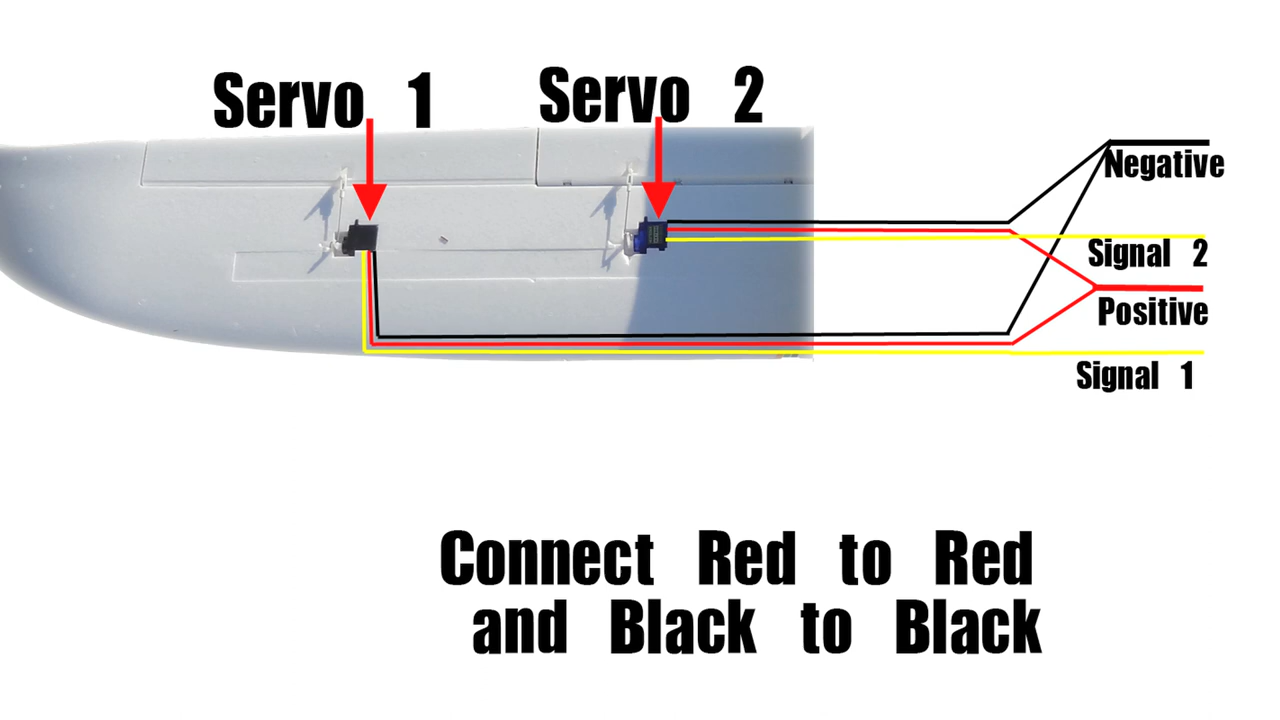 Servo 1
Servo 2
Negative
Signal 2
Positive
Signal 1
Connect Red to Red
and Black to Black